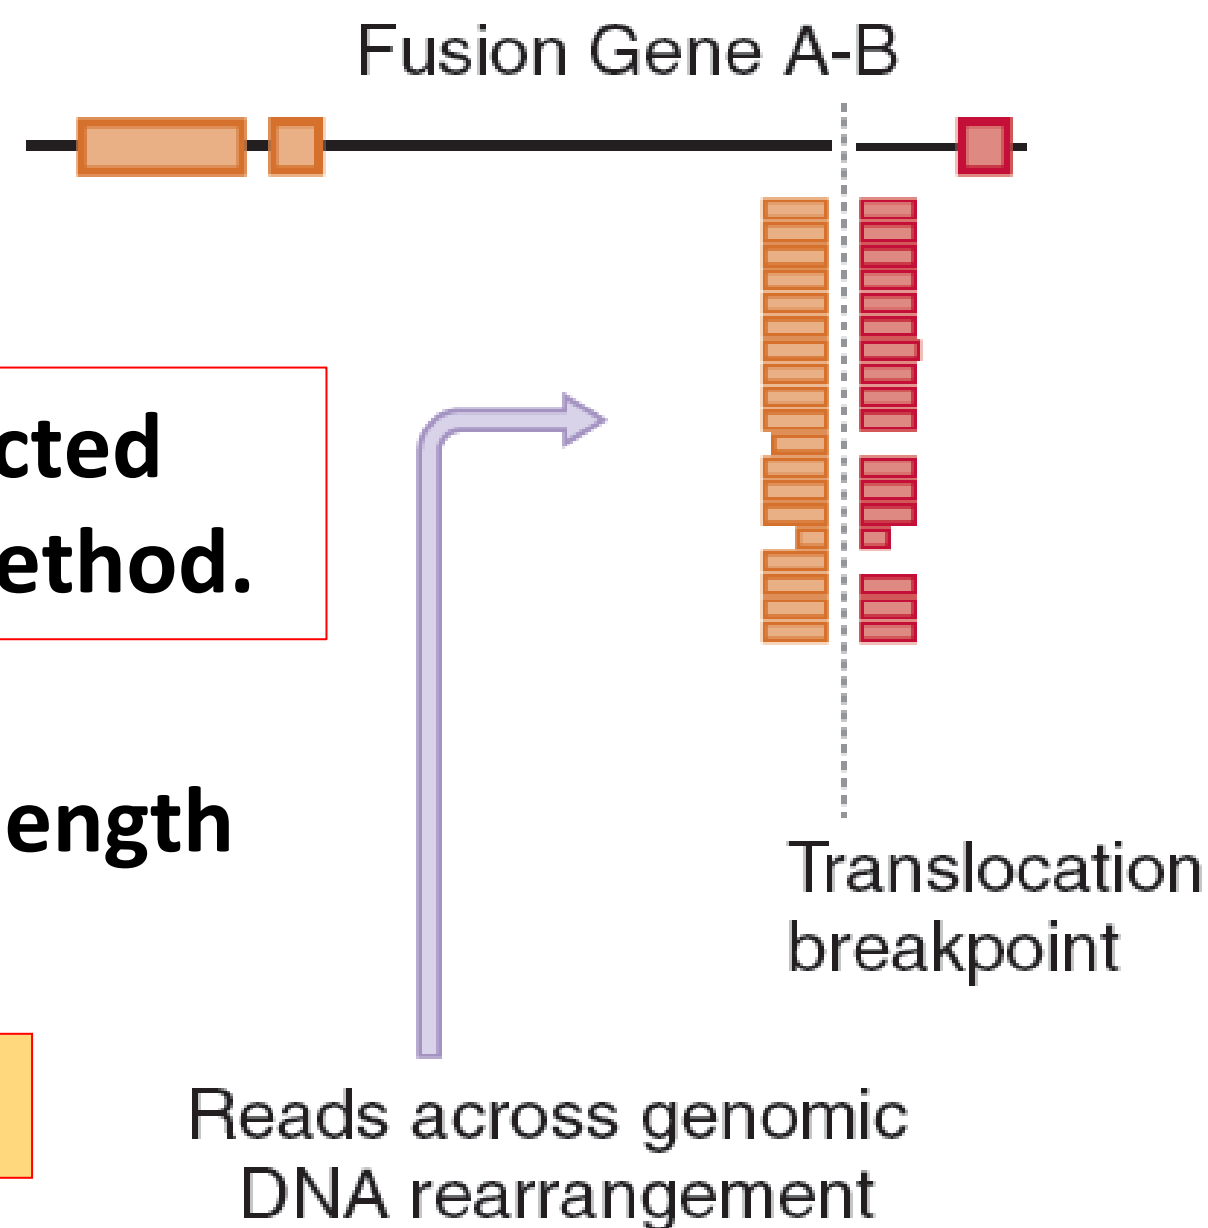 Fusion Gene A-B
cted
ethod.
ength
Translocation
breakpoint
Reads across genomic
DNA rearrangement